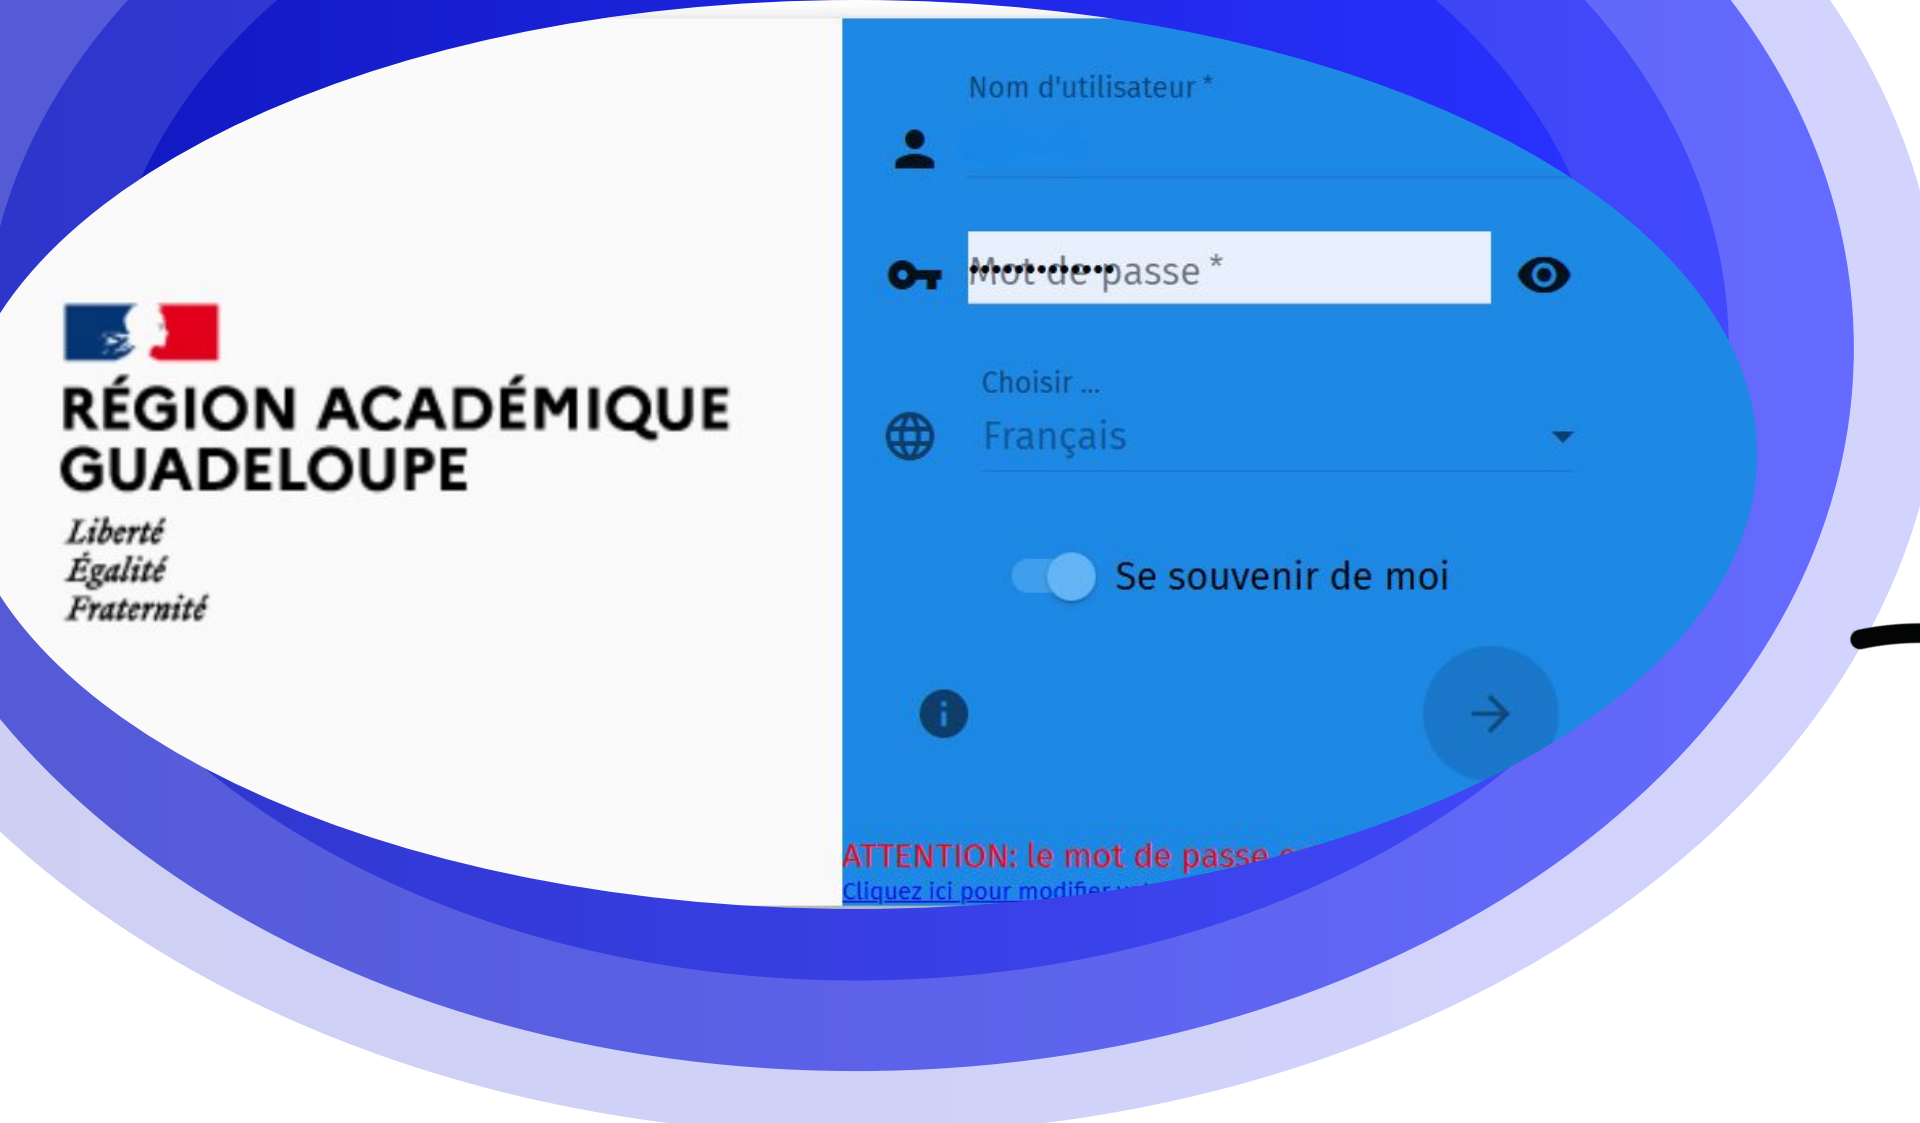 RÉGION ACADÉMIQUE
GUADELOUPE
Liberté
Égalité
Fraternité
Nom d'utilisateur *
Mot de passe *
Choisir ...
Français
Se souvenir de moi
ATTENTION: le mot de passe
Cliquez ici pour modifier